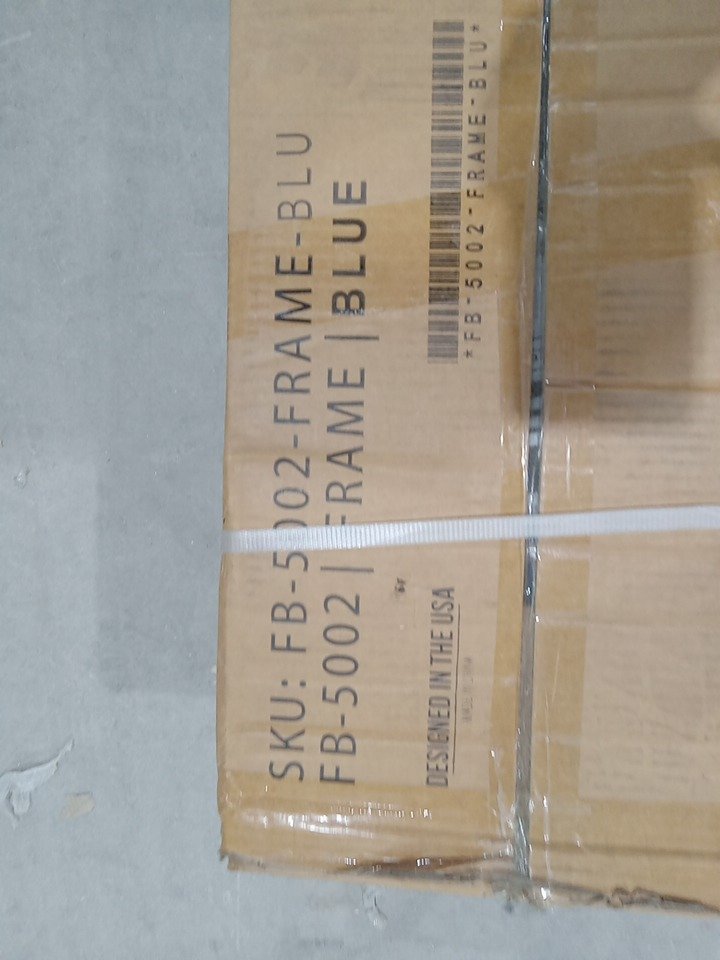 SKU: FB-5002-FRAME-BLU
FB-5002 | FRAME | BLUE
*FB-5002-FRAME-BLU*
DESIGNED IN THE USA